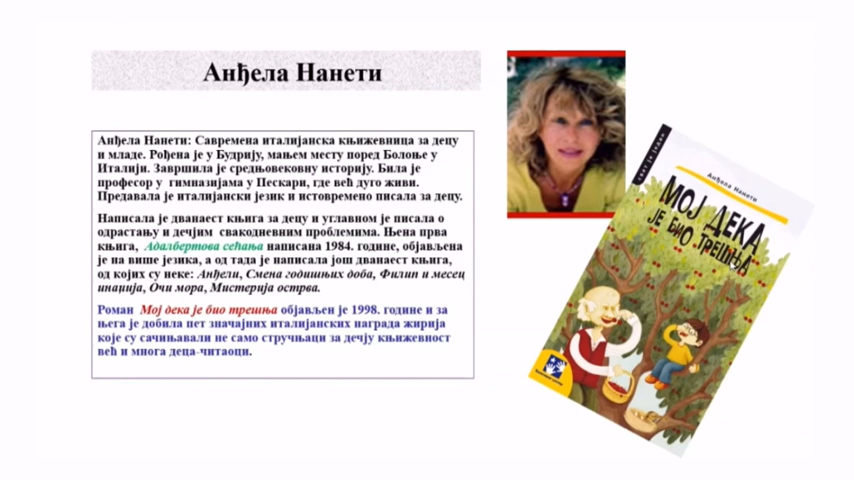 Анђела Нанети
Анђела Нанети: Савремена италијанска књижевница за децу
и младе. Рођена је у Будрију, мањем месту поред Болоње у
Италији. Завршила је средњовековну историју. Била је
професор у гимназијама у Пескари, где већ дуго живи.
Предавала је италијански језик и истовремено писала за децу.
Написала је дванаест књига за децу и углавном је писала о
одрастању и дечјим свакодневним проблемима. Њена прва
књига, Адалбертова сећања написана 1984. године, објављена
је на више језика, а од тада је написала још дванаест књига,
од којих су неке: Анђели, Смена годишњих доба, Филип и месец
инаџија, Очи мора, Мистерија острва.
Роман Мој дека је био трешња објављен је 1998. године и за
њега је добила пет значајних италијанских награда жирија
које су сачињавали не само стручњаци за дечју књижевност
већ и многа деца-читаоци.
Анђела Нанети
МОЈ ДЕКА
ЈЕ БИО ТРЕШЊА